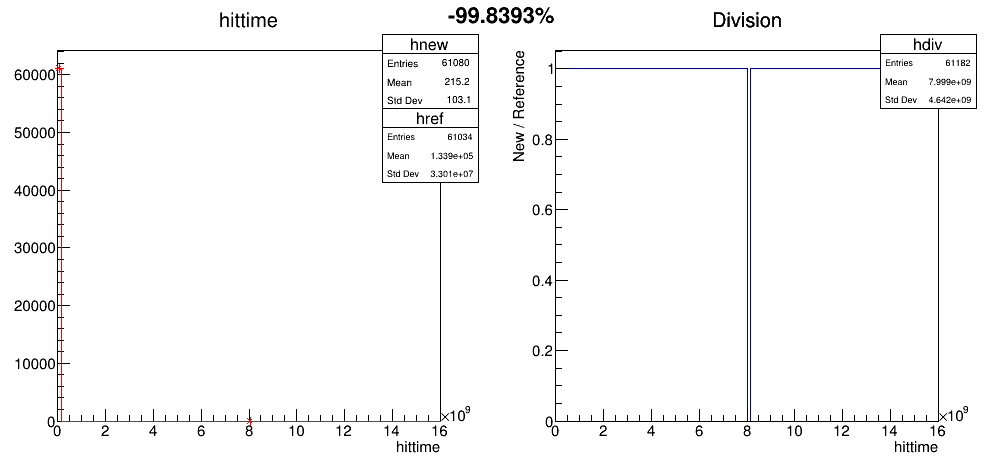 -99.8393%
hittime
hnew
Entries 61080
Mean 215.2
Std Dev 103.1
href
Entries 61034
Mean 1.339e+05
Std Dev 3.301e+07
60000
50000
40000
30000
20000
10000
0
0 2 4 6 8 10 12 14 16
×10⁹
hittime
Division
hdiv
Entries 61182
Mean 7.999e+09
Std Dev 4.642e+09
New / Reference
1
0.8
0.6
0.4
0.2
0
0 2 4 6 8 10 12 14 16
×10⁹
hittime